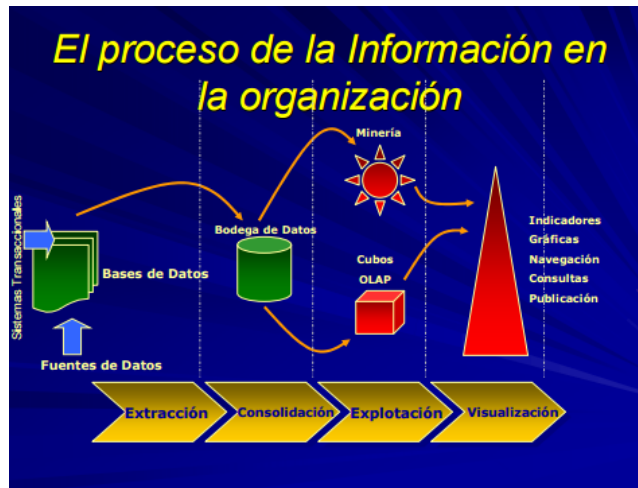 El proceso de la Información en
la organización
Minería
Sistemas Transaccionales
Bodega de Datos
Bases de Datos
Cubos
OLAP
Indicadores
Gráficas
Navegación
Consultas
Publicación
Fuentes de Datos
Extracción
Consolidación
Explotación
Visualización